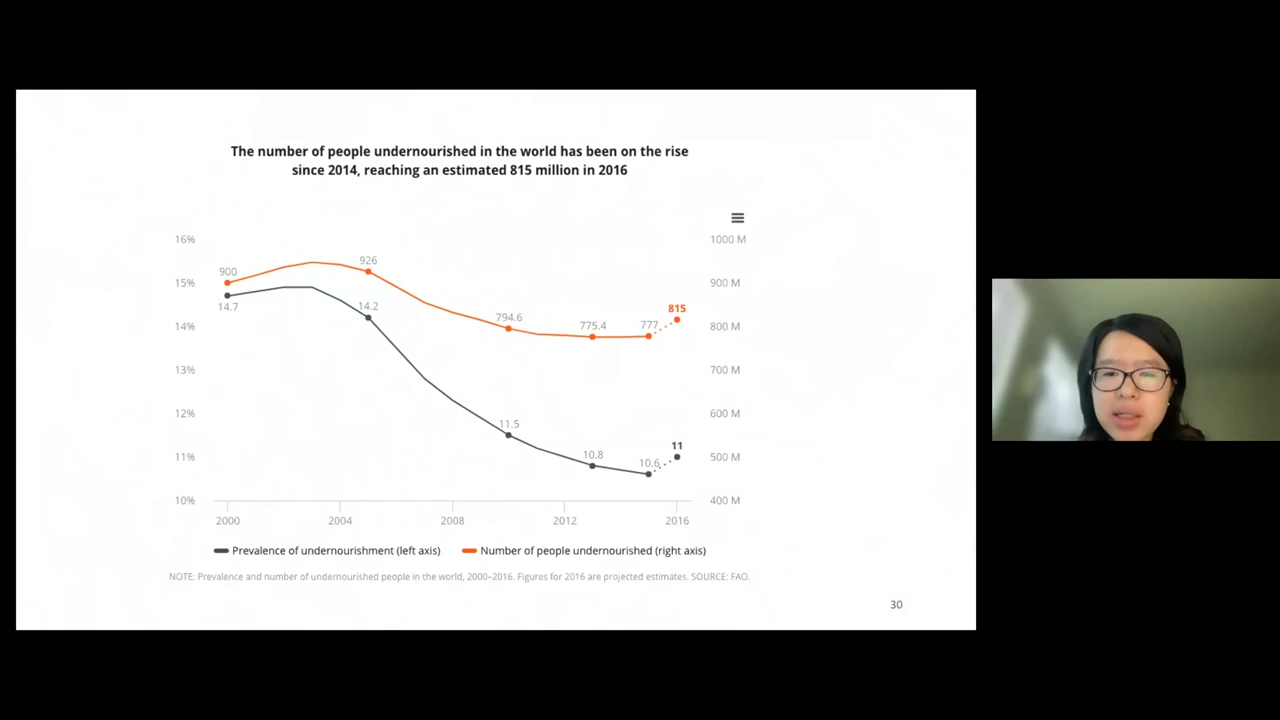 The number of people undernourished in the world has been on the rise
since 2014, reaching an estimated 815 million in 2016
16%
1000 M
900
926
15%
900 M
14.7
14.2
815
794.6
775.4
777
14%
800 M
13%
700 M
12%
600 M
11.5
11
10.8
10.6
11%
500 M
10%
400 M
2000
2004
2008
2012
2016
Prevalence of undernourishment (left axis)
Number of people undernourished (right axis)
NOTE: Prevalence and number of undernourished people in the world, 2000–2016. Figures for 2016 are projected estimates. SOURCE: FAO.
30